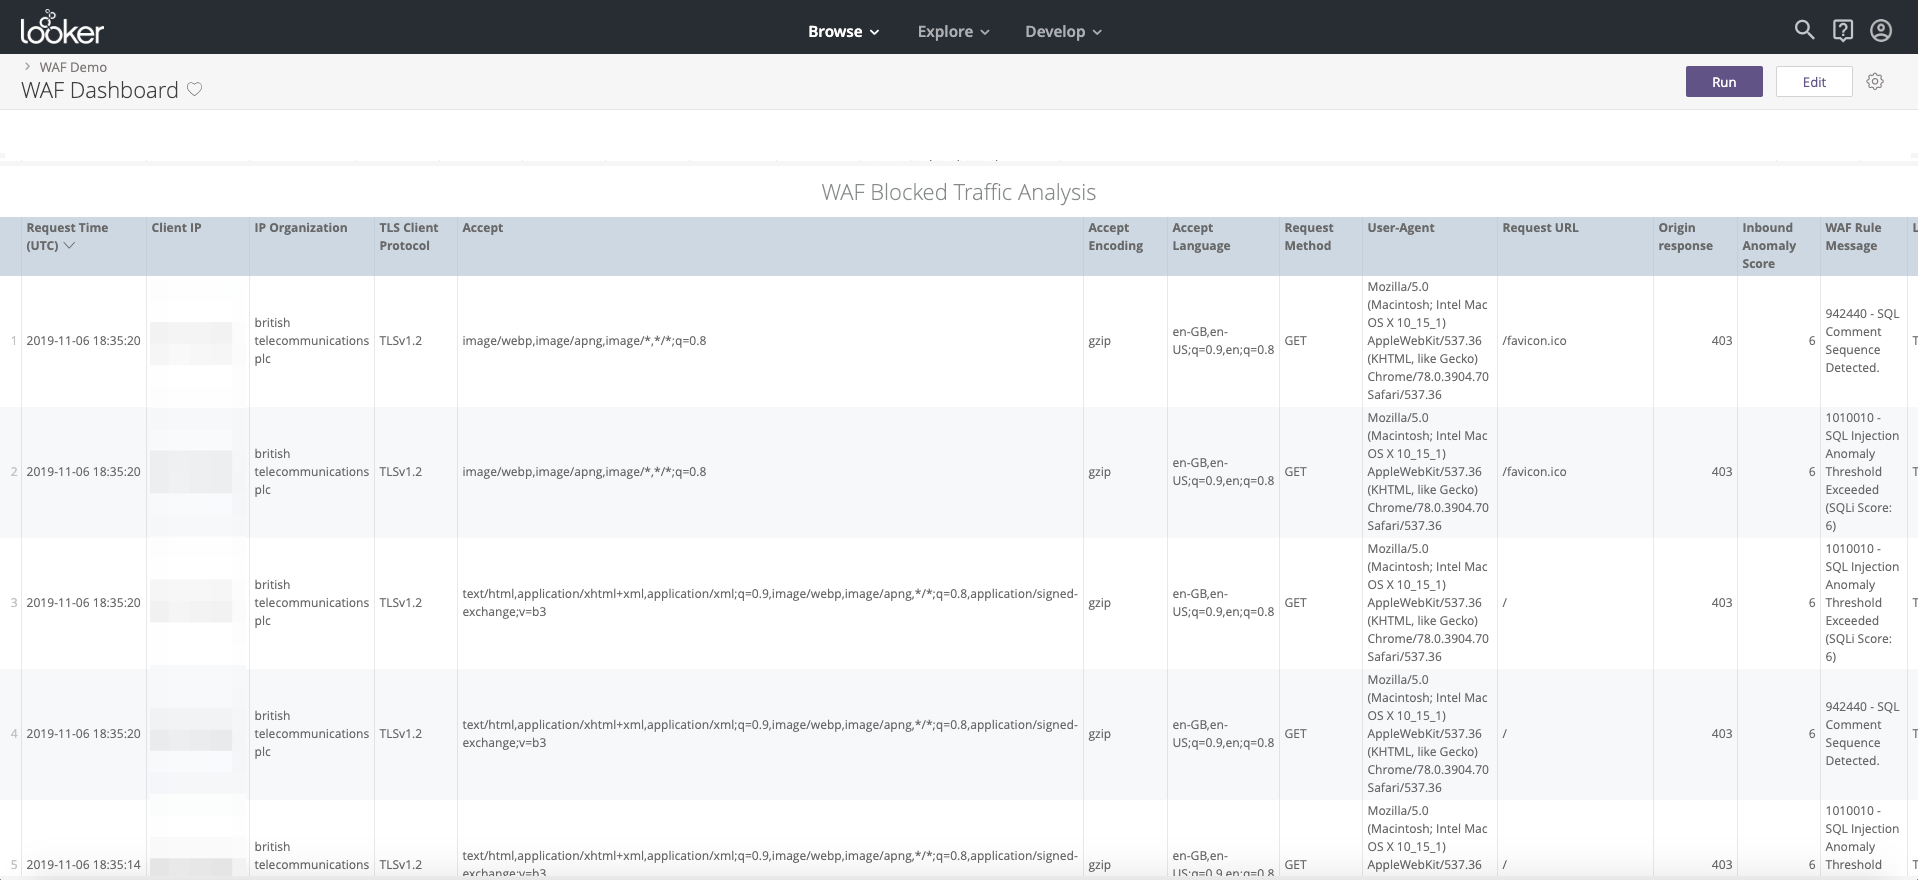 looker
Browse
Explore
Develop
WAF Demo
WAF Dashboard
Run
Edit
WAF Blocked Traffic Analysis
Request Time
(UTC)
Client IP
IP Organization
TLS Client
Protocol
Accept
Accept
Encoding
Accept
Language
Request
Method
User-Agent
Request URL
Origin
response
Inbound
Anomaly
Score
WAF Rule
Message
1
2019-11-06 18:35:20
british
telecommunications
plc
TLSv1.2
image/webp,image/apng,image/*,*/*;q=0.8
gzip
en-GB,en-
US;q=0.9,en;q=0.8
GET
Mozilla/5.0
(Macintosh; Intel Mac
OS X 10_15_1)
AppleWebKit/537.36
(KHTML, like Gecko)
Chrome/78.0.3904.70
Safari/537.36
/favicon.ico
403
6
942440 - SQL
Comment
Sequence
Detected.
2
2019-11-06 18:35:20
british
telecommunications
plc
TLSv1.2
image/webp,image/apng,image/*,*/*;q=0.8
gzip
en-GB,en-
US;q=0.9,en;q=0.8
GET
Mozilla/5.0
(Macintosh; Intel Mac
OS X 10_15_1)
AppleWebKit/537.36
(KHTML, like Gecko)
Chrome/78.0.3904.70
Safari/537.36
/favicon.ico
403
6
1010010 -
SQL Injection
Anomaly
Threshold
Exceeded
(SQLi Score:
6)
3
2019-11-06 18:35:20
british
telecommunications
plc
TLSv1.2
text/html,application/xhtml+xml,application/xml;q=0.9,image/webp,image/apng,*/*;q=0.8,application/signed-
exchange;v=b3
gzip
en-GB,en-
US;q=0.9,en;q=0.8
GET
Mozilla/5.0
(Macintosh; Intel Mac
OS X 10_15_1)
AppleWebKit/537.36
(KHTML, like Gecko)
Chrome/78.0.3904.70
Safari/537.36
/
403
6
1010010 -
SQL Injection
Anomaly
Threshold
Exceeded
(SQLi Score:
6)
4
2019-11-06 18:35:20
british
telecommunications
plc
TLSv1.2
text/html,application/xhtml+xml,application/xml;q=0.9,image/webp,image/apng,*/*;q=0.8,application/signed-
exchange;v=b3
gzip
en-GB,en-
US;q=0.9,en;q=0.8
GET
Mozilla/5.0
(Macintosh; Intel Mac
OS X 10_15_1)
AppleWebKit/537.36
(KHTML, like Gecko)
Chrome/78.0.3904.70
Safari/537.36
/
403
6
942440 - SQL
Comment
Sequence
Detected.
5
2019-11-06 18:35:14
british
telecommunications
TLSv1.2
text/html,application/xhtml+xml,application/xml;q=0.9,image/webp,image/apng,*/*;q=0.8,application/signed-
exchange;v=b3
gzip
en-GB,en-
US;q=0.9,en;q=0.8
GET
Mozilla/5.0
(Macintosh; Intel Mac
OS X 10_15_1)
AppleWebKit/537.36
/
403
6
1010010 -
SQL Injection
Anomaly
Threshold